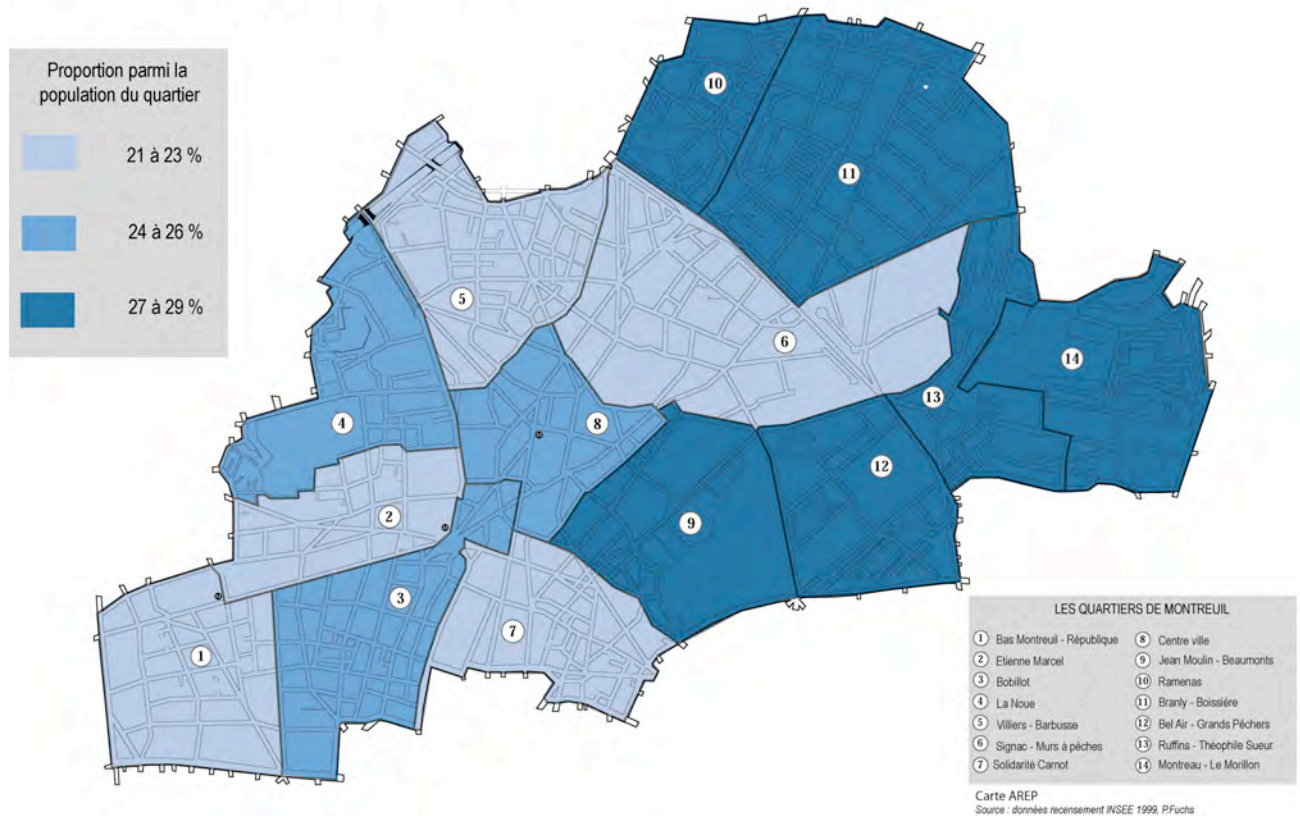 Proportion parmi la
population du quartier
21 à 23 %
24 à 26 %
27 à 29 %
10
11
5
6
14
13
4
8
12
2
9
3
7
1
LES QUARTIERS DE MONTREUIL
1 Bas Montreuil - République
2 Etienne Marcel
3 Bobillot
4 La Noue
5 Villiers - Barbusse
6 Signac - Murs à pêches
7 Solidarité Carnot
8 Centre ville
9 Jean Moulin - Beaumonts
10 Ramenas
11 Branly - Boissière
12 Bel Air - Grands Pêchers
13 Ruffins - Théophile Sueur
14 Montreau - Le Morillon
Carte AREP
Source : données recensement INSEE 1999, P.Fuchs